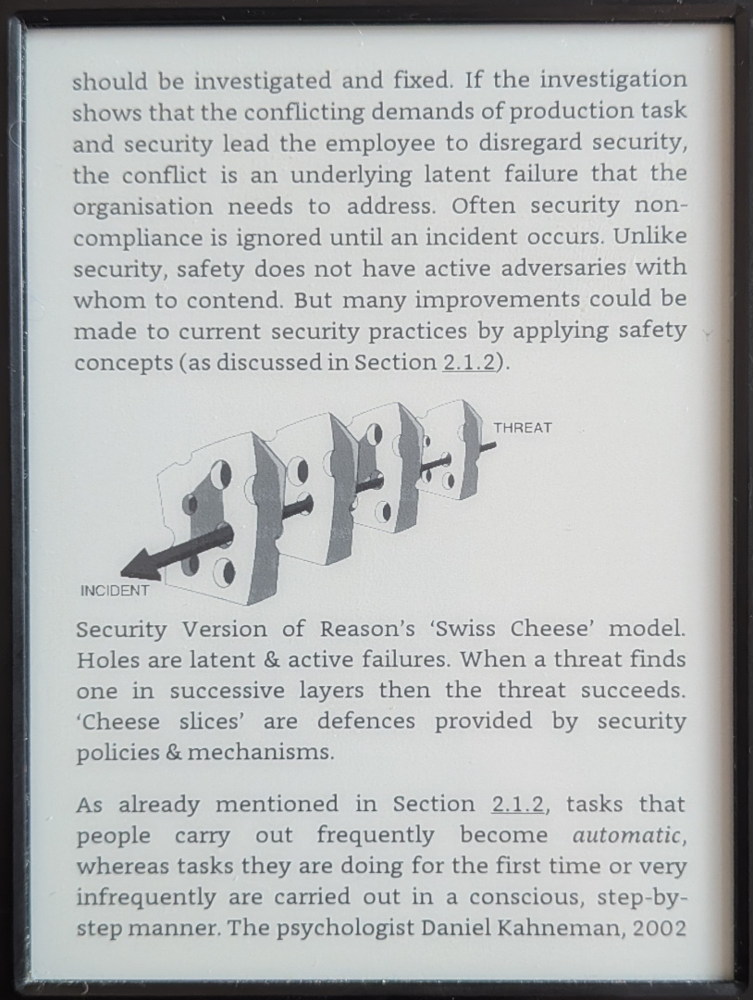 should be investigated and fixed. If the investigation
shows that the conflicting demands of production task
and security lead the employee to disregard security,
the conflict is an underlying latent failure that the
organisation needs to address. Often security non-
compliance is ignored until an incident occurs. Unlike
security, safety does not have active adversaries with
whom to contend. But many improvements could be
made to current security practices by applying safety
concepts (as discussed in Section 2.1.2).
THREAT
INCIDENT
Security Version of Reason's 'Swiss Cheese' model.
Holes are latent & active failures. When a threat finds
one in successive layers then the threat succeeds.
'Cheese slices' are defences provided by security
policies & mechanisms.
As already mentioned in Section 2.1.2, tasks that
people carry out frequently become automatic,
whereas tasks they are doing for the first time or very
infrequently are carried out in a conscious, step-by-
step manner. The psychologist Daniel Kahneman, 2002